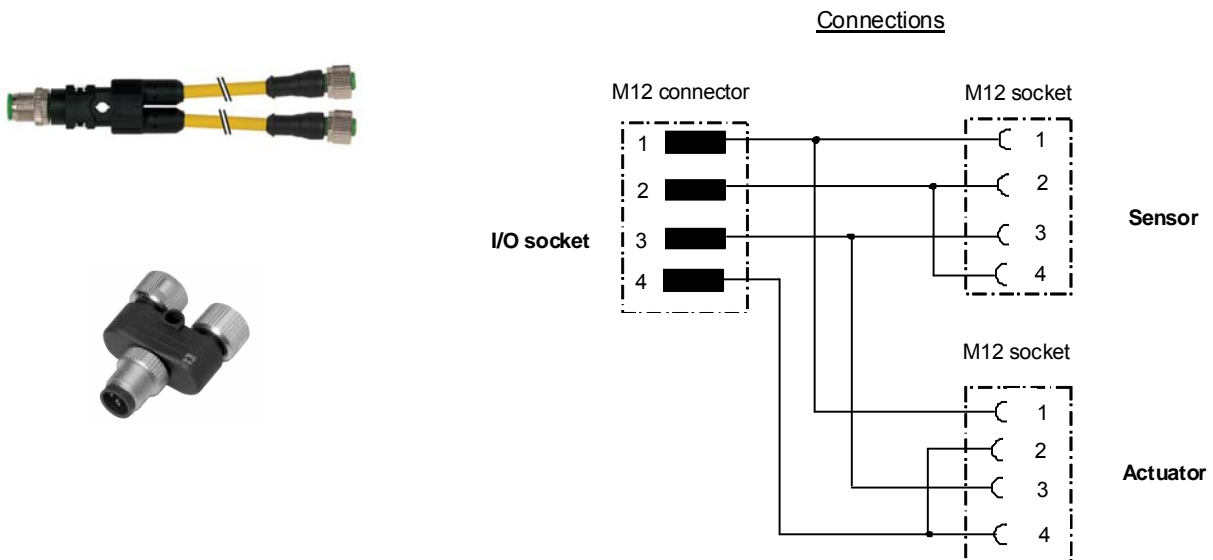 Connections
M12 connector
M12 socket
1
2
3
4
I/O socket
1
2
3
4
Sensor
M12 socket
1
2
3
4
Actuator